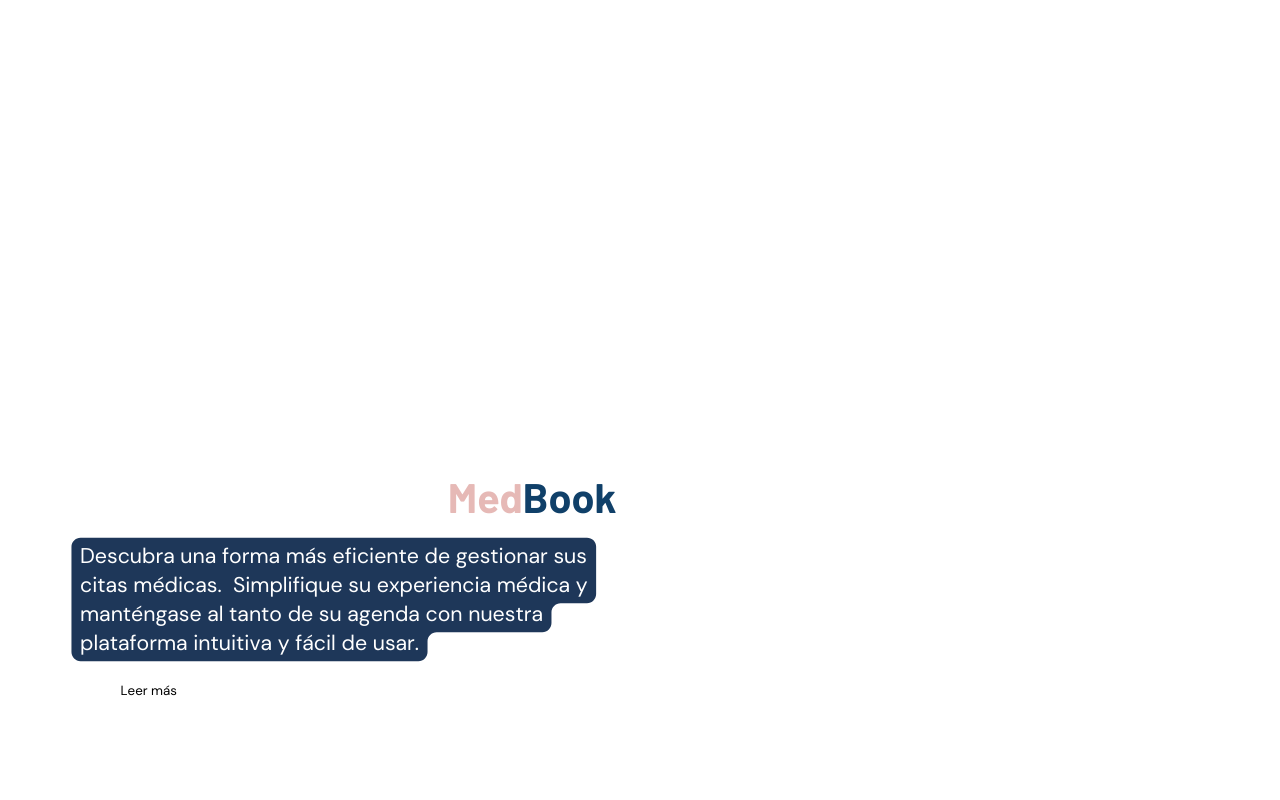 MedBook
Descubra una forma más eficiente de gestionar sus
citas médicas.  Simplifique su experiencia médica y
manténgase al tanto de su agenda con nuestra
plataforma intuitiva y fácil de usar.
Leer más